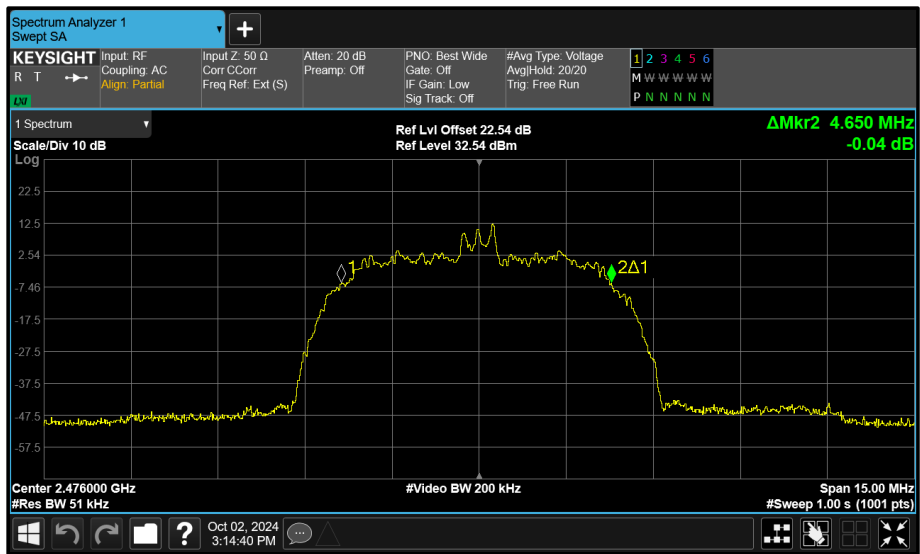 Spectrum Analyzer 1
Swept SA
+
KEYSIGHT
R T
LXI
Input: RF
Coupling: AC
Align: Partial
Input Z: 50 Ω
Corr CCorr
Freq Ref: Ext (S)
Atten: 20 dB
Preamp: Off
PNO: Best Wide
Gate: Off
IF Gain: Low
Sig Track: Off
#Avg Type: Voltage
Avg|Hold: 20/20
Trig: Free Run
1 2 3 4 5 6
M W W W W W
P N N N N N
1 Spectrum
Scale/Div 10 dB
Ref Lvl Offset 22.54 dB
Ref Level 32.54 dBm
ΔMkr2 4.650 MHz
-0.04 dB
Log
22.5
12.5
2.54
-7.46
-17.5
-27.5
-37.5
-47.5
-57.5
1
2Δ1
Center 2.476000 GHz
#Res BW 51 kHz
#Video BW 200 kHz
Span 15.00 MHz
#Sweep 1.00 s (1001 pts)
?
Oct 02, 2024
3:14:40 PM